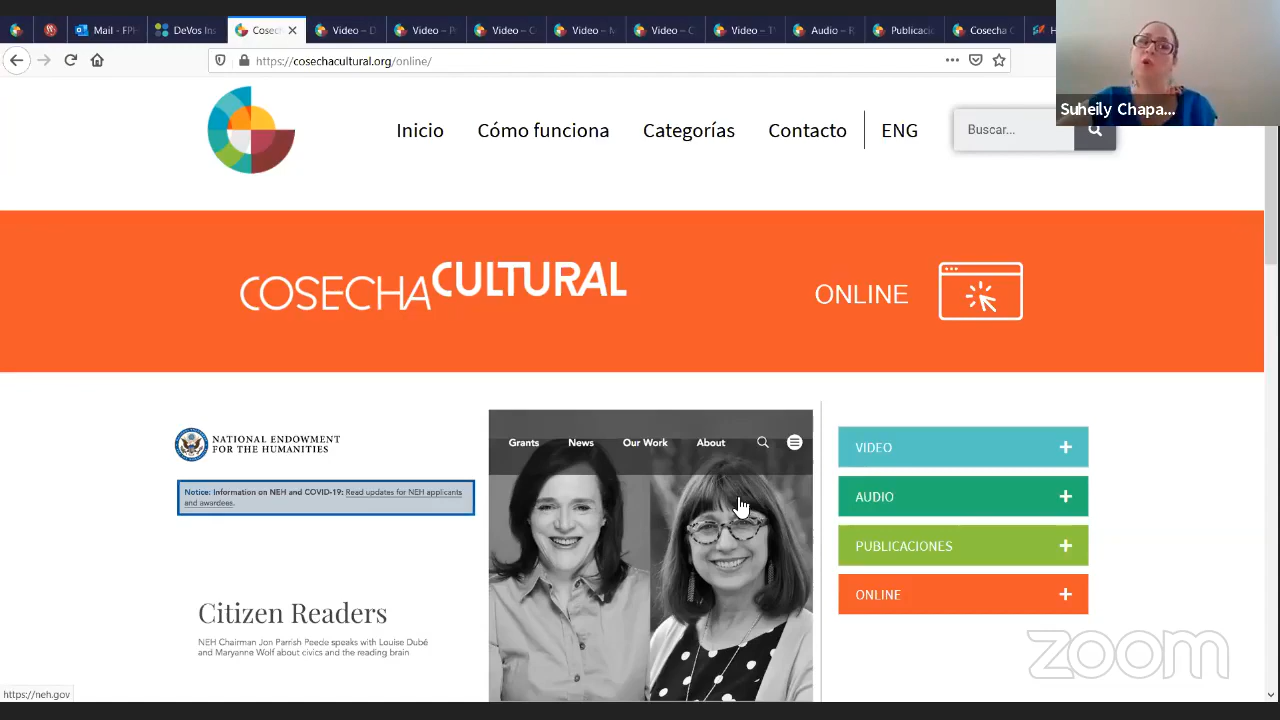 Mail - FP
DeVos Ins
Cosec
Video – D
Video – P
Video – C
Video – M
Video – C
Video – T
Audio – R
Publicaci
Cosecha C
https://cosechacultural.org/online/
Suheily Chapa...
Inicio
Cómo funciona
Categorías
Contacto
ENG
Buscar...
COSECHACULTURAL
ONLINE
NATIONAL ENDOWMENT
FOR THE HUMANITIES
Notice: Information on NEH and COVID-19: Read updates for NEH applicants
and awardees.
Grants
News
Our Work
About
Citizen Readers
NEH Chairman Jon Parrish Peede speaks with Louise Dubé
and Maryanne Wolf about civics and the reading brain
VIDEO
AUDIO
PUBLICACIONES
ONLINE
zoom
https://neh.gov